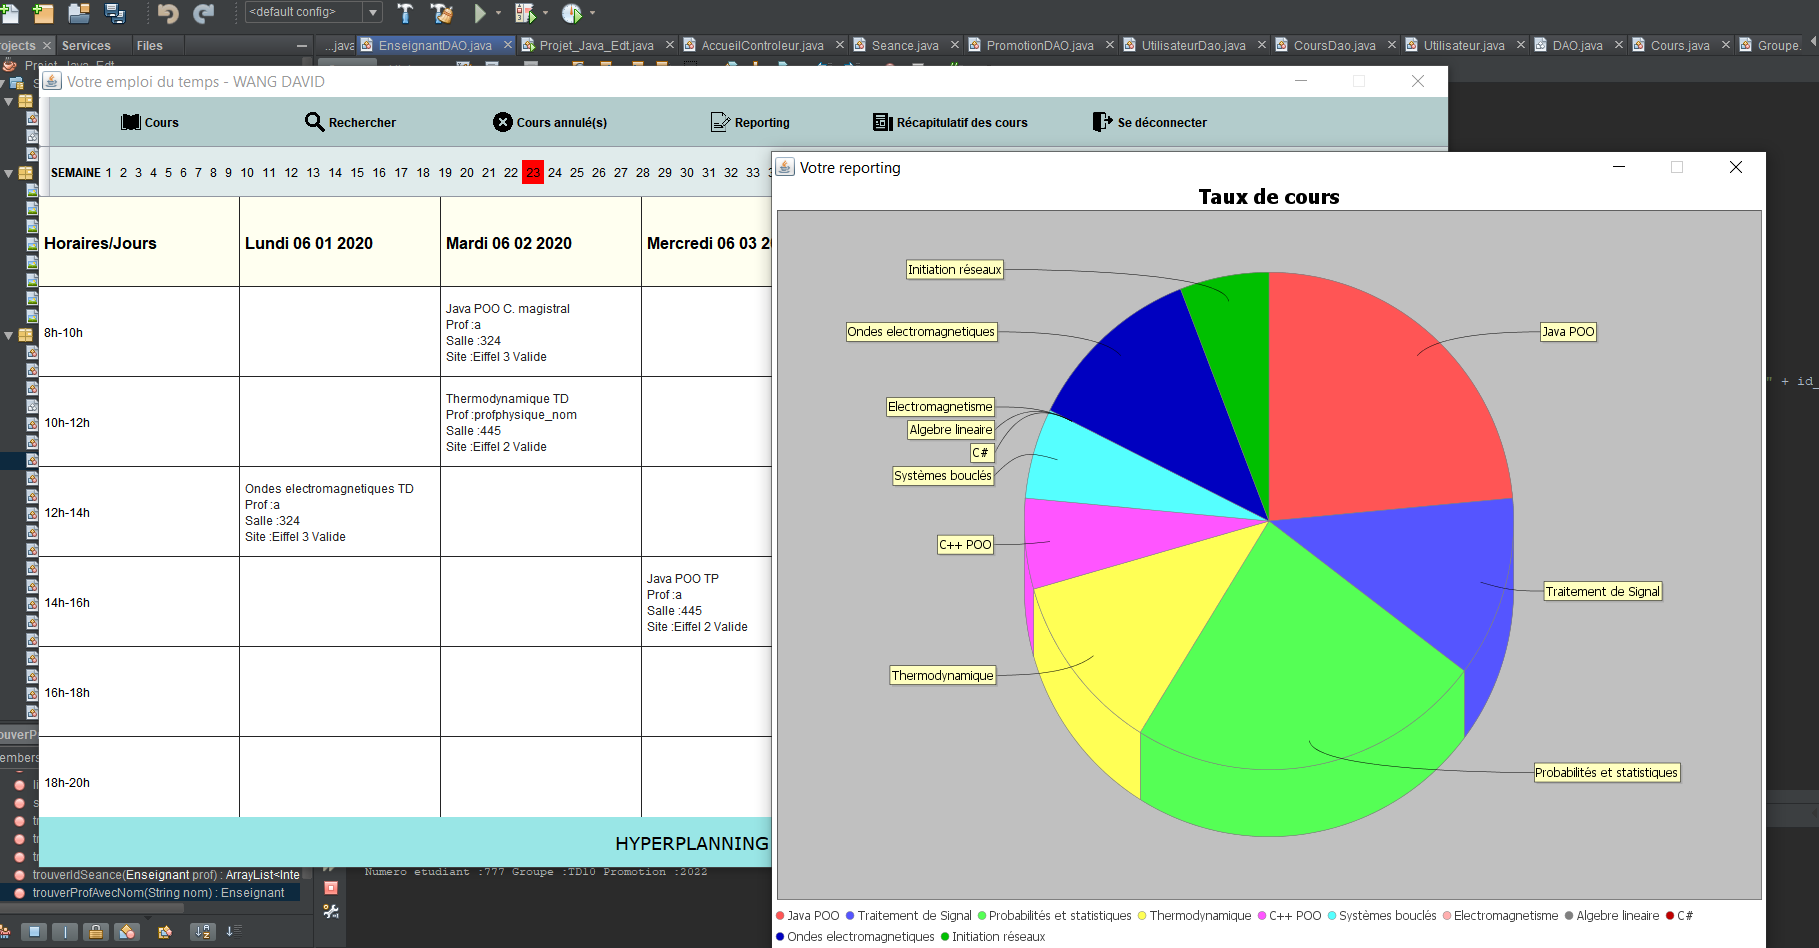 <default config>
Projects Services Files
...java EnseignantDAO.java Projet_Java_Edt.java AccueilControleur.java Seance.java PromotionDAO.java UtilisateurDao.java CoursDao.java Utilisateur.java DAO.java Cours.java Groupe.
Votre emploi du temps - WANG DAVID
Cours Rechercher Cours annulé(s) Reporting Récapitulatif des cours Se déconnecter
SEMAINE 1 2 3 4 5 6 7 8 9 10 11 12 13 14 15 16 17 18 19 20 21 22 23 24 25 26 27 28 29 30 31 32 33
Horaires/Jours Lundi 06 01 2020 Mardi 06 02 2020 Mercredi 06 03 2
8h-10h
Java POO C. magistral
Prof :a
Salle :324
Site :Eiffel 3 Valide
10h-12h
Thermodynamique TD
Prof :profphysique_nom
Salle :445
Site :Eiffel 2 Valide
12h-14h
Ondes electromagnetiques TD
Prof :a
Salle :324
Site :Eiffel 3 Valide
14h-16h
Java POO TP
Prof :a
Salle :445
Site :Eiffel 2 Valide
16h-18h
18h-20h
HYPERPLANNING
Votre reporting
Taux de cours
Initiation réseaux
Ondes electromagnetiques
Java POO
Electromagnetisme
Algebre lineaire
C#
Systèmes bouclés
C++ POO
Traitement de Signal
Thermodynamique
Probabilités et statistiques
Java POO Traitement de Signal Probabilités et statistiques Thermodynamique C++ POO Systèmes bouclés Electromagnetisme Algebre lineaire C#
Ondes electromagnetiques Initiation réseaux
" + id_
trouverIdSeance(Enseignant prof) : ArrayList<Inte
trouverProfAvecNom(String nom) : Enseignant
Numero etudiant :777 Groupe :TD10 Promotion :2022